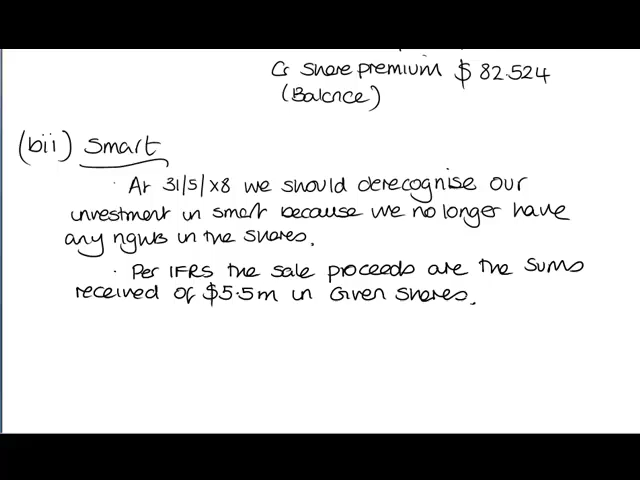 Cr Share premium $82.524
(Balance)
(bii) Smart
· At 31/5/x8 we should derecognise our
investment in smart because we no longer have
any rights in the shares.
· Per IFRS the sale proceeds are the sums
received of $5.5m in Given shares.